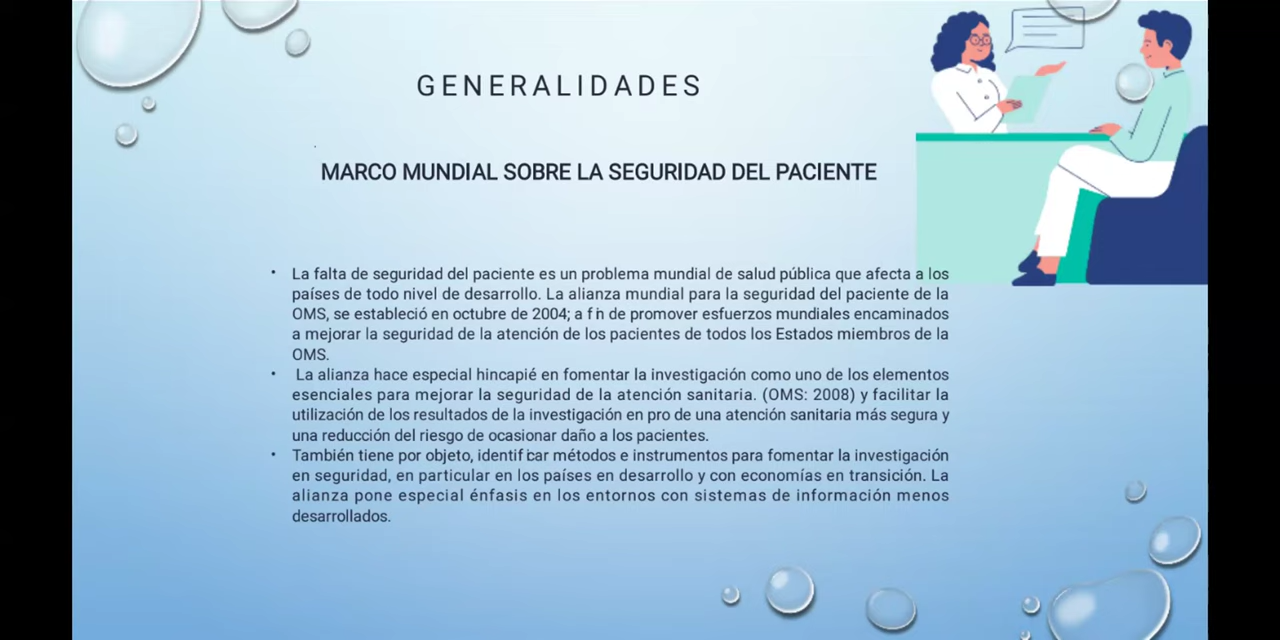 GENERALIDADES
MARCO MUNDIAL SOBRE LA SEGURIDAD DEL PACIENTE
• La falta de seguridad del paciente es un problema mundial de salud pública que afecta a los
países de todo nivel de desarrollo. La alianza mundial para la seguridad del paciente de la
OMS, se estableció en octubre de 2004; a f n de promover esfuerzos mundiales encaminados
a mejorar la seguridad de la atención de los pacientes de todos los Estados miembros de la
OMS.
• La alianza hace especial hincapié en fomentar la investigación como uno de los elementos
esenciales para mejorar la seguridad de la atención sanitaria. (OMS: 2008) y facilitar la
utilización de los resultados de la investigación en pro de una atención sanitaria más segura y
una reducción del riesgo de ocasionar daño a los pacientes.
• También tiene por objeto, identificar métodos e instrumentos para fomentar la investigación
en seguridad, en particular en los países en desarrollo y con economías en transición. La
alianza pone especial énfasis en los entornos con sistemas de información menos
desarrollados.